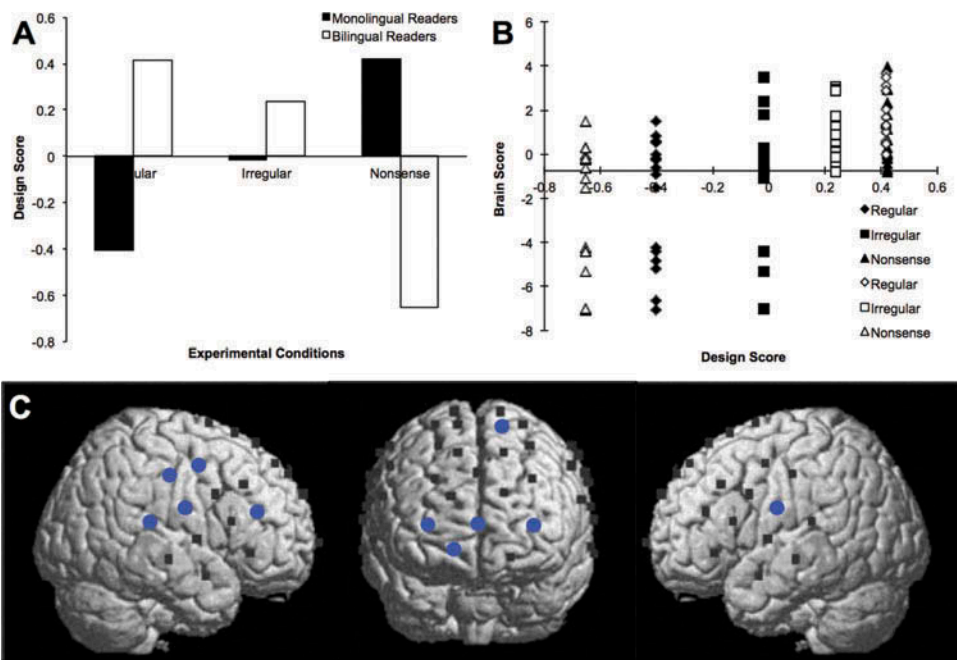 A
Monolingual Readers
Bilingual Readers
0.6
0.4
0.2
0
-0.2
-0.4
-0.6
-0.8
Design Score
ular
Irregular
Nonsense
Experimental Conditions
B
6
4
2
0
-2
-4
-6
-8
Brain Score
-0.8
-0.6
-0.4
-0.2
0
0.2
0.4
0.6
Regular
Irregular
Nonsense
Regular
Irregular
Nonsense
Design Score
C